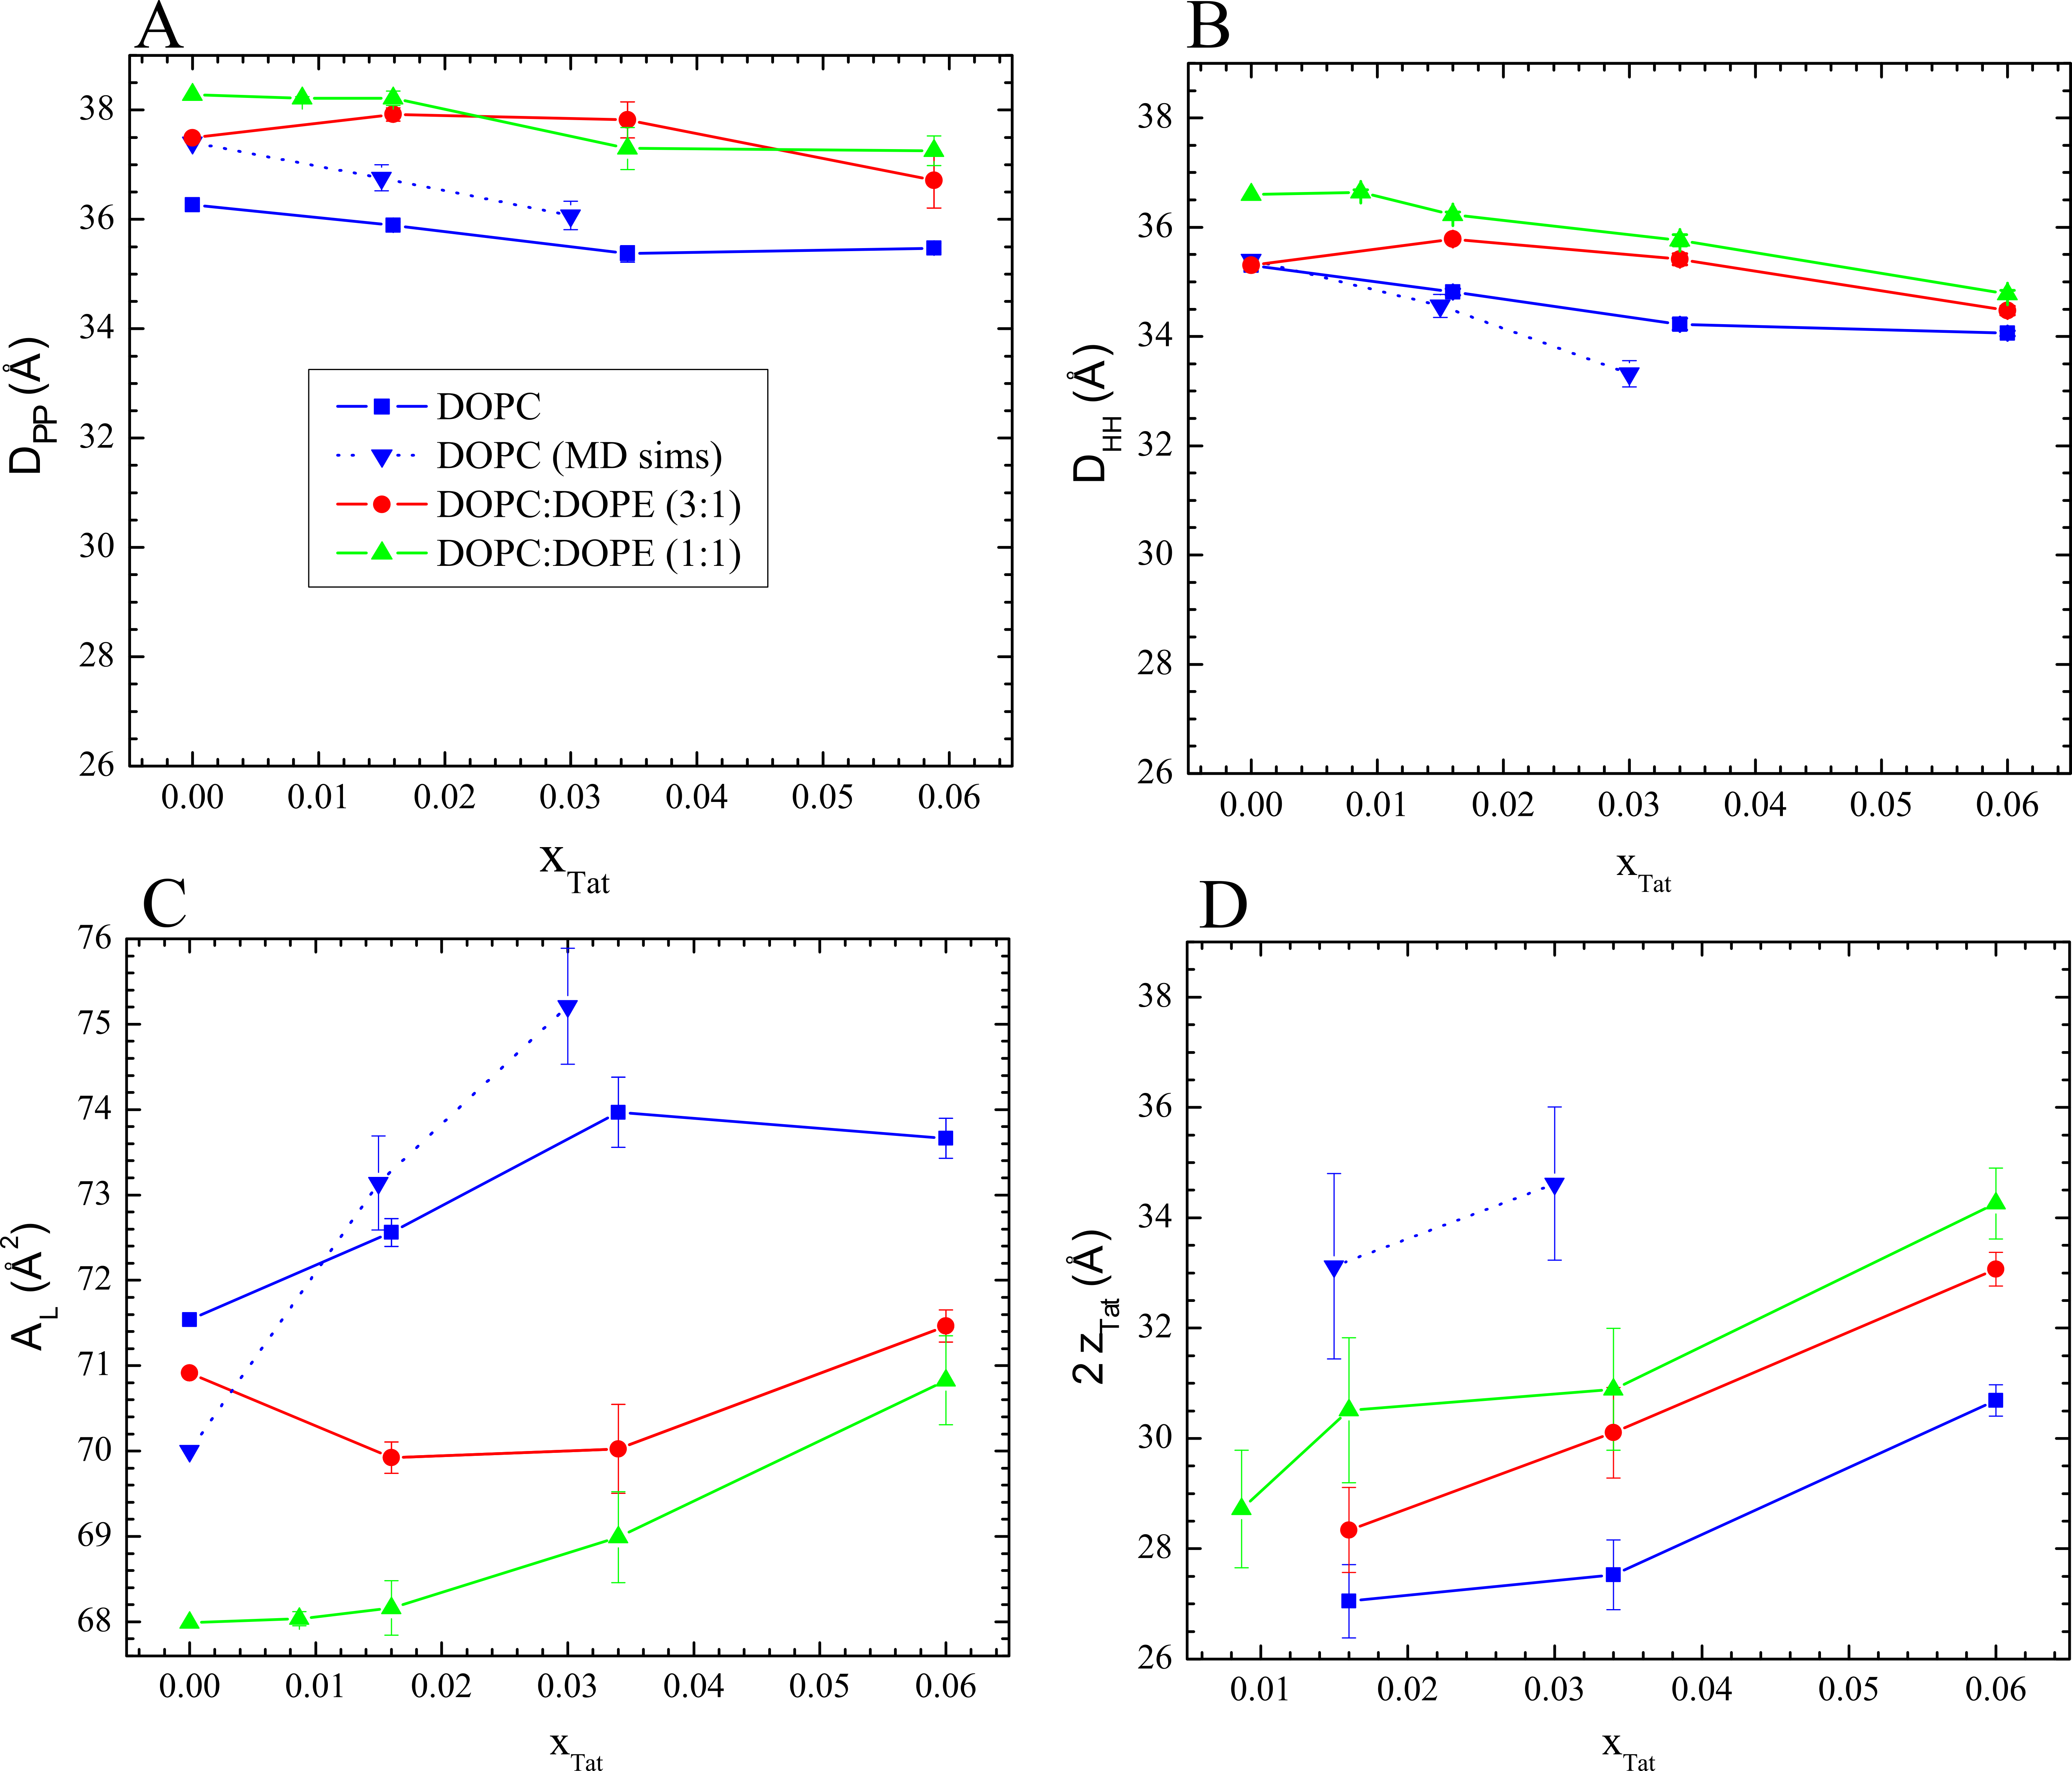 A
38
36
34
32
30
28
26
D_PP (Å)
DOPC
DOPC (MD sims)
DOPC:DOPE (3:1)
DOPC:DOPE (1:1)
0.00 0.01 0.02 0.03 0.04 0.05 0.06
x_Tat
B
38
36
34
32
30
28
26
D_HH (Å)
0.00 0.01 0.02 0.03 0.04 0.05 0.06
x_Tat
C
76
75
74
73
72
71
70
69
68
A_L (Å²)
0.00 0.01 0.02 0.03 0.04 0.05 0.06
x_Tat
D
38
36
34
32
30
28
26
2 z_Tat (Å)
0.01 0.02 0.03 0.04 0.05 0.06
x_Tat